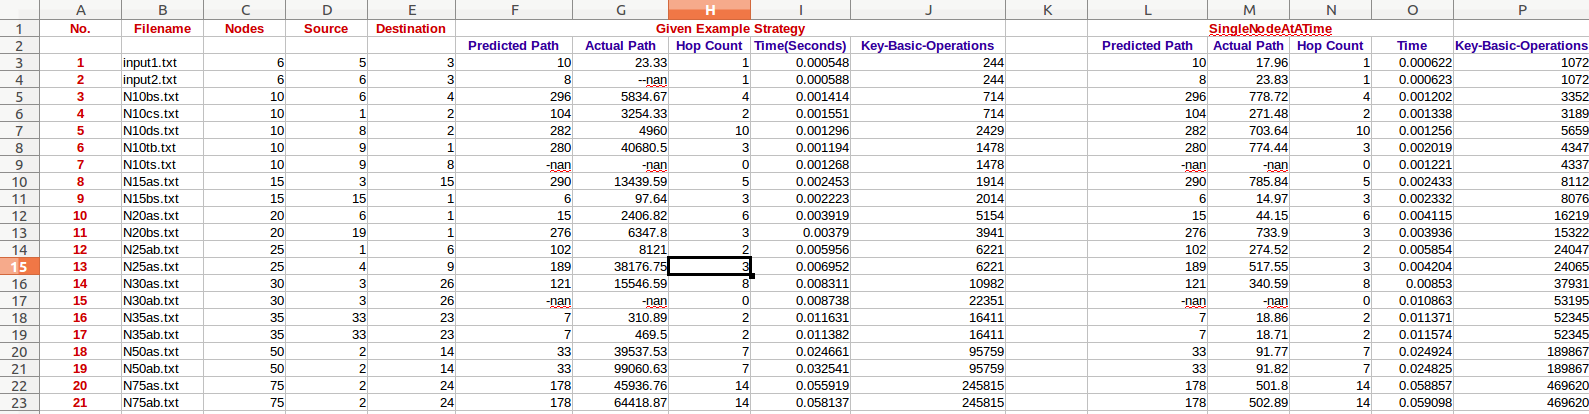 A B C D E F G H I J K L M N O P
1 No. Filename Nodes Source Destination Given Example Strategy SingleNodeAtATime
2 Predicted Path Actual Path Hop Count Time(Seconds) Key-Basic-Operations Predicted Path Actual Path Hop Count Time Key-Basic-Operations
3 1 input1.txt 6 5 3 10 23.33 1 0.000548 244 10 17.96 1 0.000622 1072
4 2 input2.txt 6 6 3 8 --nan 1 0.000588 244 8 23.83 1 0.000623 1072
5 3 N10bs.txt 10 6 4 296 5834.67 4 0.001414 714 296 778.72 4 0.001202 3352
6 4 N10cs.txt 10 1 2 104 3254.33 2 0.001551 714 104 271.48 2 0.001338 3189
7 5 N10ds.txt 10 8 2 282 4960 10 0.001296 2429 282 703.64 10 0.001256 5659
8 6 N10tb.txt 10 9 1 280 40680.5 3 0.001194 1478 280 774.44 3 0.002019 4347
9 7 N10ts.txt 10 9 8 -nan -nan 0 0.001268 1478 -nan -nan 0 0.001221 4337
10 8 N15as.txt 15 3 15 290 13439.59 5 0.002453 1914 290 785.84 5 0.002433 8112
11 9 N15bs.txt 15 15 1 6 97.64 3 0.002223 2014 6 14.97 3 0.002332 8076
12 10 N20as.txt 20 6 1 15 2406.82 6 0.003919 5154 15 44.15 6 0.004115 16219
13 11 N20bs.txt 20 19 1 276 6347.8 3 0.00379 3941 276 733.9 3 0.003936 15322
14 12 N25ab.txt 25 1 6 102 8121 2 0.005956 6221 102 274.52 2 0.005854 24047
15 13 N25as.txt 25 4 9 189 38176.75 3 0.006952 6221 189 517.55 3 0.004204 24065
16 14 N30as.txt 30 3 26 121 15546.59 8 0.008311 10982 121 340.59 8 0.00853 37931
17 15 N30ab.txt 30 3 26 -nan -nan 0 0.008738 22351 -nan -nan 0 0.010863 53195
18 16 N35as.txt 35 33 23 7 310.89 2 0.011631 16411 7 18.86 2 0.011371 52345
19 17 N35ab.txt 35 33 23 7 469.5 2 0.011382 16411 7 18.71 2 0.011574 52345
20 18 N50as.txt 50 2 14 33 39537.53 7 0.024661 95759 33 91.77 7 0.024924 189867
21 19 N50ab.txt 50 2 14 33 99060.63 7 0.032541 95759 33 91.82 7 0.024825 189867
22 20 N75as.txt 75 2 24 178 45936.76 14 0.055919 245815 178 501.8 14 0.058857 469620
23 21 N75ab.txt 75 2 24 178 64418.87 14 0.058137 245815 178 502.89 14 0.059098 469620